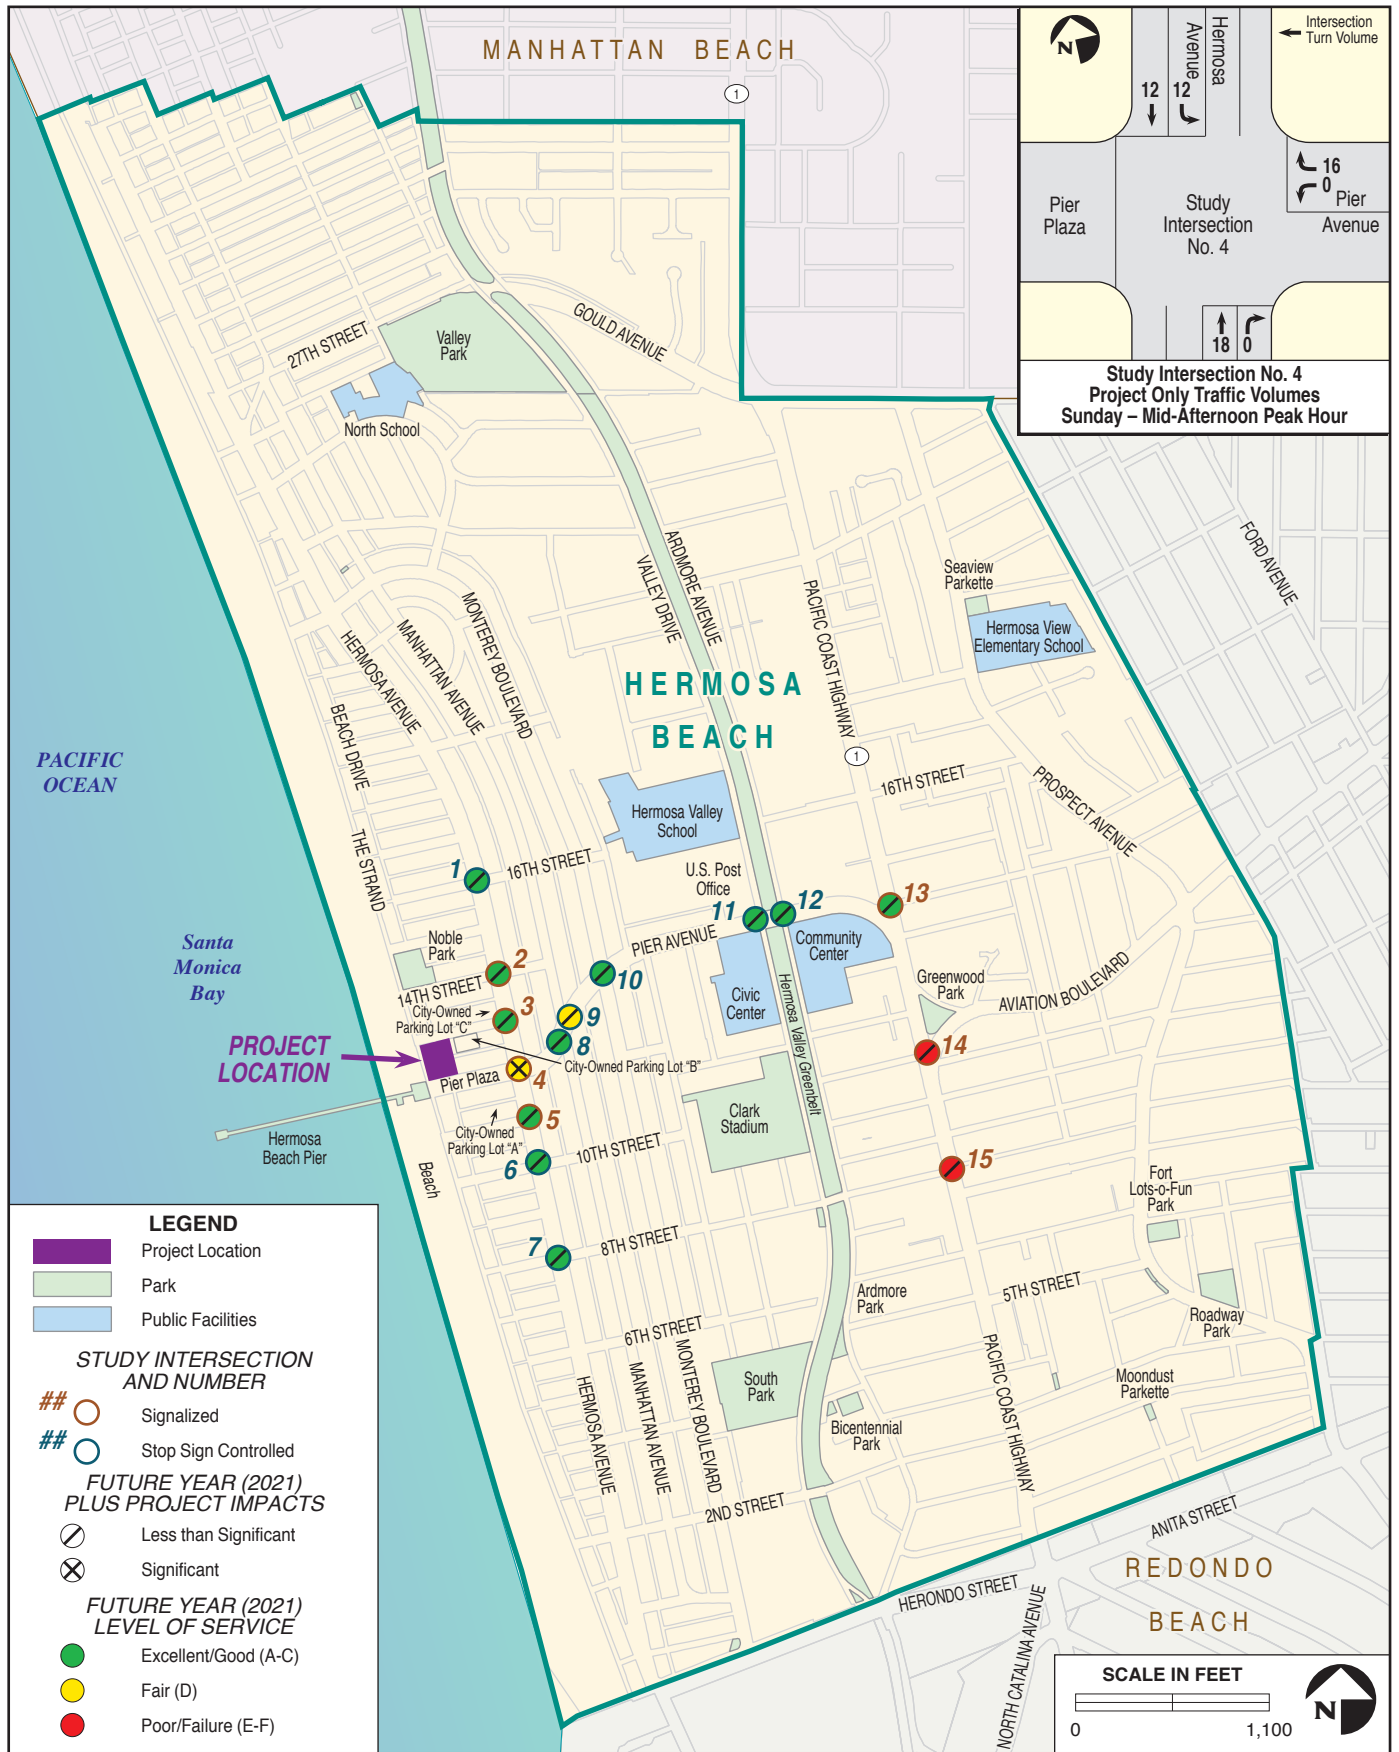 MANHATTAN BEACH
1
N
Hermosa
Avenue
Intersection
Turn Volume
12
12
16
0
Pier
Avenue
Pier
Plaza
Study
Intersection
No. 4
18
0
Study Intersection No. 4
Project Only Traffic Volumes
Sunday – Mid-Afternoon Peak Hour
27TH STREET
Valley
Park
GOULD AVENUE
North School
FORD AVENUE
ARDMORE AVENUE
VALLEY DRIVE
PACIFIC COAST HIGHWAY
Seaview
Parkette
Hermosa View
Elementary School
MONTEREY BOULEVARD
MANHATTAN AVENUE
HERMOSA AVENUE
BEACH DRIVE
HERMOSA
BEACH
PACIFIC
OCEAN
1
16TH STREET
PROSPECT AVENUE
Hermosa Valley
School
THE STRAND
1
16TH STREET
U.S. Post
Office
11
12
13
Noble
Park
Santa
Monica
Bay
PIER AVENUE
Community
Center
2
14TH STREET
10
Greenwood
Park
AVIATION BOULEVARD
Civic
Center
Hermosa Valley Greenbelt
City-Owned
Parking Lot “C”
3
9
8
PROJECT
LOCATION
14
City-Owned Parking Lot “B”
Pier Plaza
4
Clark
Stadium
5
City-Owned
Parking Lot “A”
Hermosa
Beach Pier
10TH STREET
6
15
Beach
Fort
Lots-o-Fun
Park
7
8TH STREET
Ardmore
Park
5TH STREET
Roadway
Park
6TH STREET
MONTEREY BOULEVARD
MANHATTAN AVENUE
HERMOSA AVENUE
South
Park
PACIFIC COAST HIGHWAY
Moondust
Parkette
Bicentennial
Park
2ND STREET
ANITA STREET
REDONDO
BEACH
HERONDO STREET
NORTH CATALINA AVENUE
LEGEND
Project Location
Park
Public Facilities
STUDY INTERSECTION
AND NUMBER
## Signalized
## Stop Sign Controlled
FUTURE YEAR (2021)
PLUS PROJECT IMPACTS
Less than Significant
Significant
FUTURE YEAR (2021)
LEVEL OF SERVICE
Excellent/Good (A-C)
Fair (D)
Poor/Failure (E-F)
SCALE IN FEET
0 1,100
N